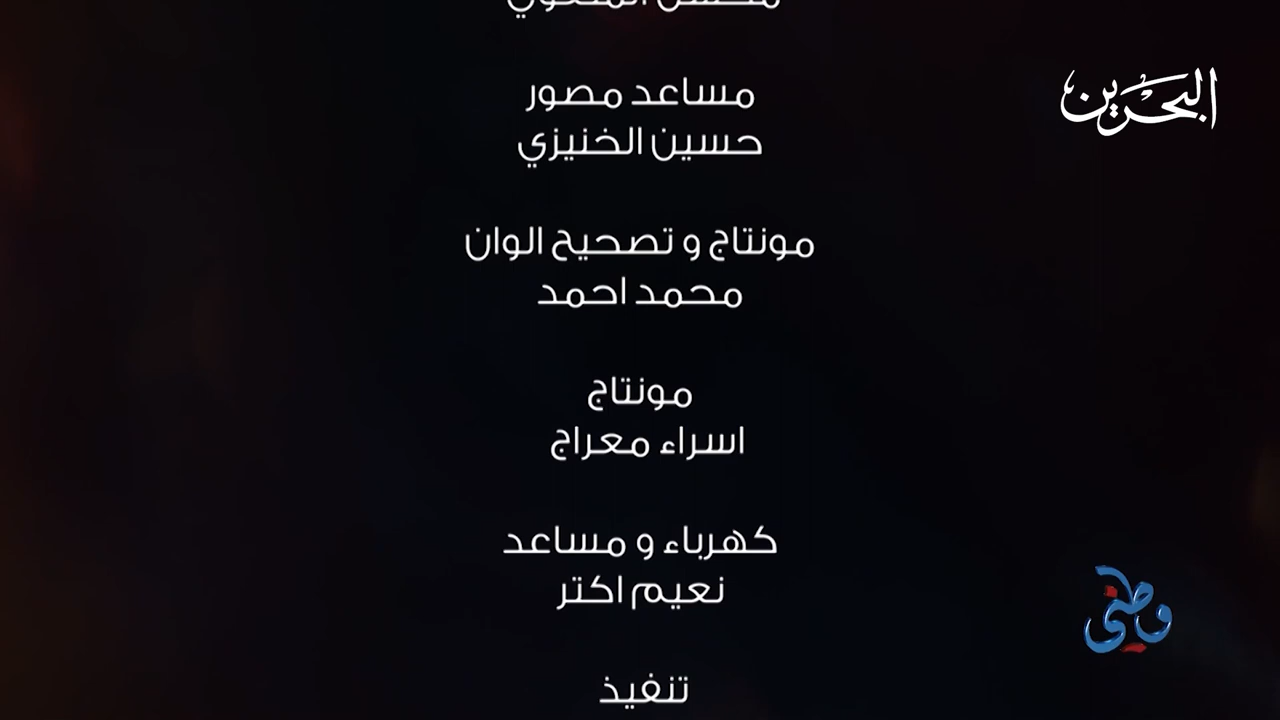 مساعد مصور
حسين الخنيزي
مونتاج و تصحيح الوان
محمد احمد
مونتاج
اسراء معراج
كهرباء و مساعد
نعيم اكتر
تنفيذ
البحرين
وطني